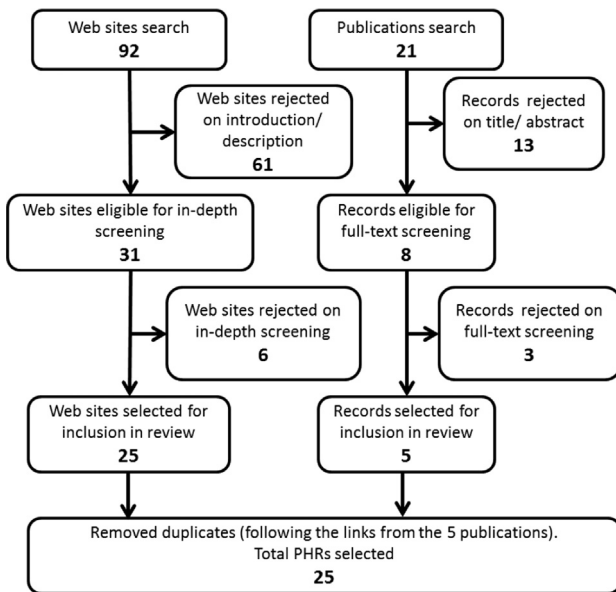 Web sites search
92
Publications search
21
Web sites rejected
on introduction/
description
61
Records rejected
on title/ abstract
13
Web sites eligible for in-depth
screening
31
Records eligible for
full-text screening
8
Web sites rejected on
in-depth screening
6
Records rejected on
full-text screening
3
Web sites selected for
inclusion in review
25
Records selected for
inclusion in review
5
Removed duplicates (following the links from the 5 publications).
Total PHRs selected
25